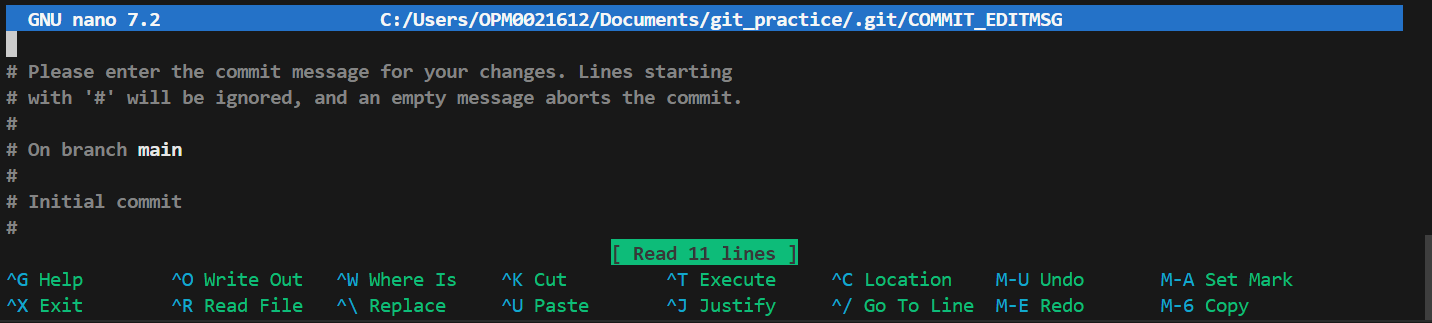 GNU nano 7.2 C:/Users/OPM0021612/Documents/git_practice/.git/COMMIT_EDITMSG
# Please enter the commit message for your changes. Lines starting
# with '#' will be ignored, and an empty message aborts the commit.
#
# On branch main
#
# Initial commit
#
[ Read 11 lines ]
^G Help ^O Write Out ^W Where Is ^K Cut ^T Execute ^C Location M-U Undo M-A Set Mark
^X Exit ^R Read File ^\ Replace ^U Paste ^J Justify ^/ Go To Line M-E Redo M-6 Copy